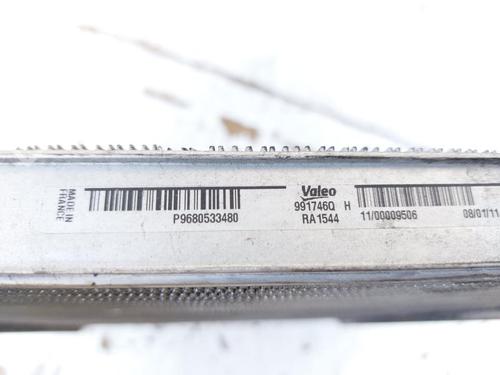 MADE IN
FRANCE
P9680533480
Valeo
991746Q H
RA1544
11/00009506
08/01/11